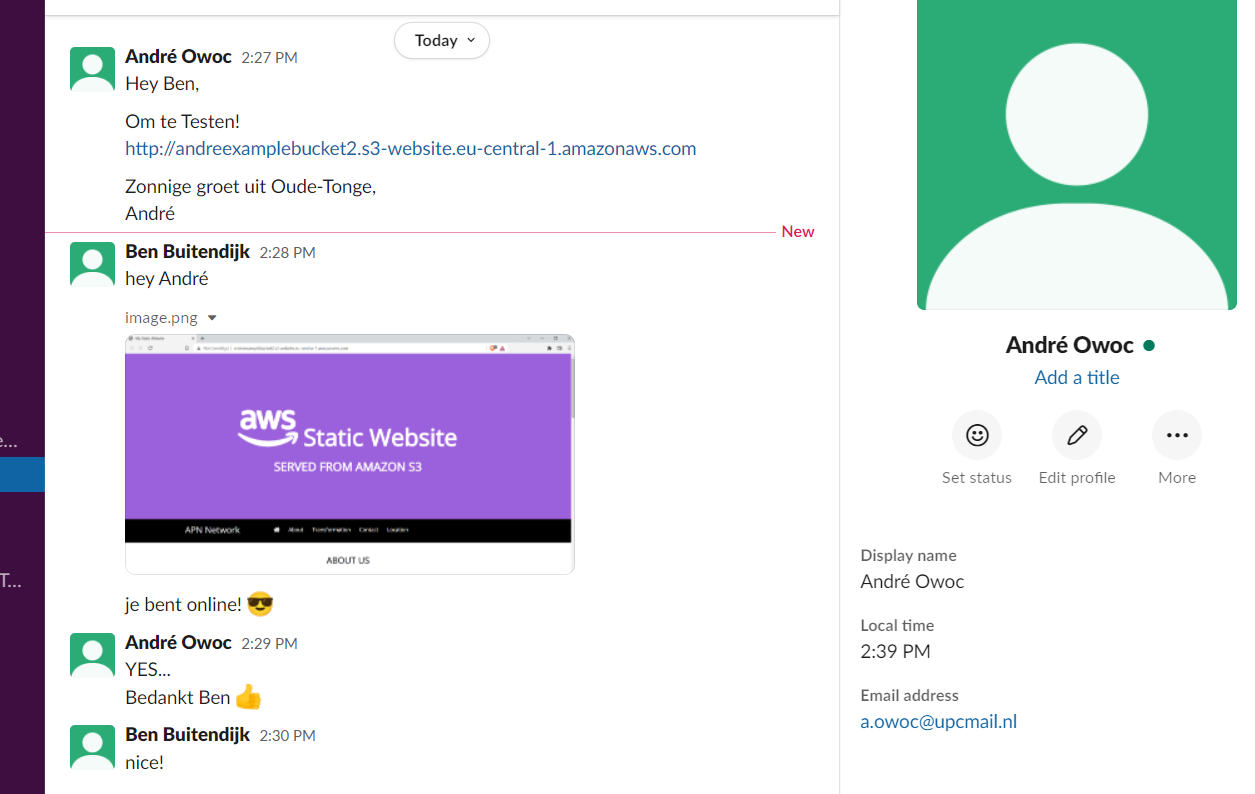 Today
André Owoc 2:27 PM
Hey Ben,
Om te Testen!
http://andreexamplebucket2.s3-website.eu-central-1.amazonaws.com
Zonnige groet uit Oude-Tonge,
André
New
Ben Buitendijk 2:28 PM
hey André
image.png
aws Static Website
SERVED FROM AMAZON S3
APN Network About Transformation Contact Location
ABOUT US
je bent online! 😎
André Owoc 2:29 PM
YES...
Bedankt Ben 👍
Ben Buitendijk 2:30 PM
nice!
e...
T...
André Owoc
Add a title
Set status Edit profile More
Display name
André Owoc
Local time
2:39 PM
Email address
a.owoc@upcmail.nl